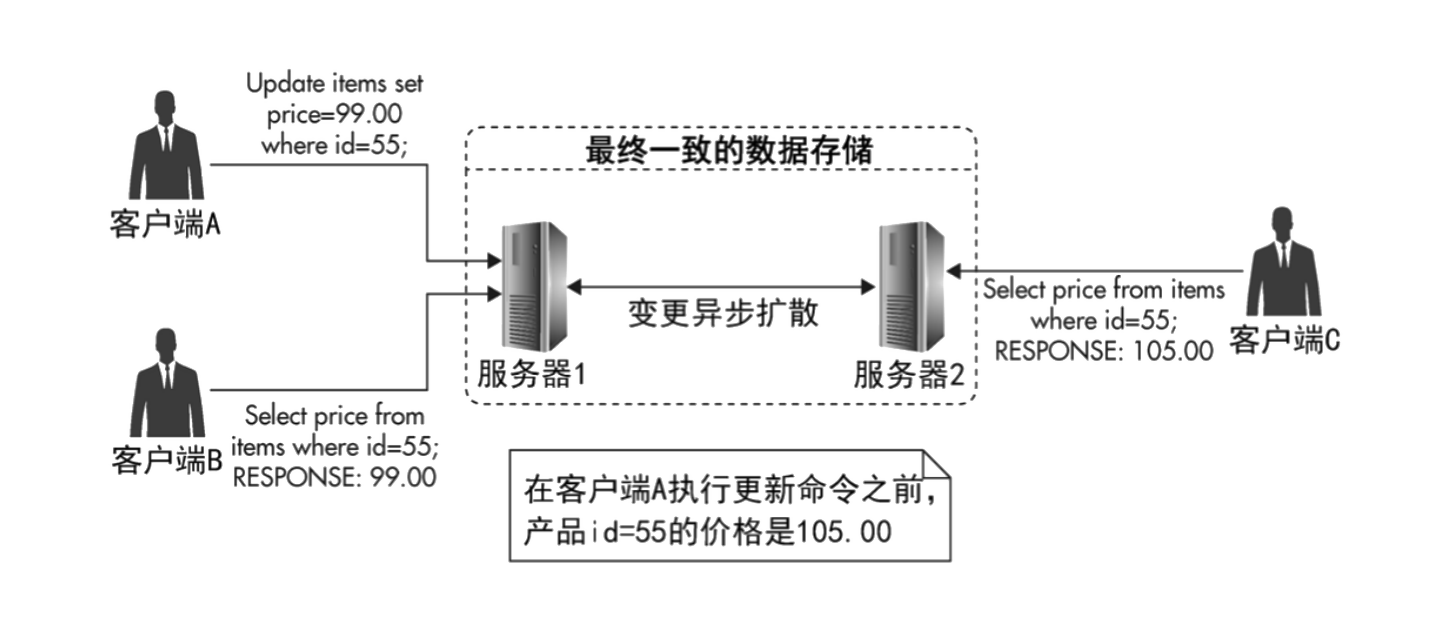 Update items set
price=99.00
where id=55;
客户端A
最终一致的数据存储
服务器1
变更异步扩散
服务器2
Select price from items
where id=55;
RESPONSE: 105.00
客户端C
Select price from
items where id=55;
RESPONSE: 99.00
客户端B
在客户端A执行更新命令之前，
产品id=55的价格是105.00